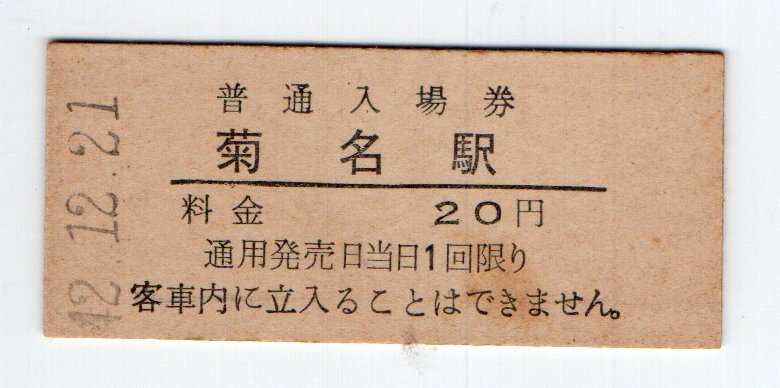 普通入場券
菊名駅
料金 20円
通用発売日当日1回限り
客車内に立入ることはできません。
42.12.21